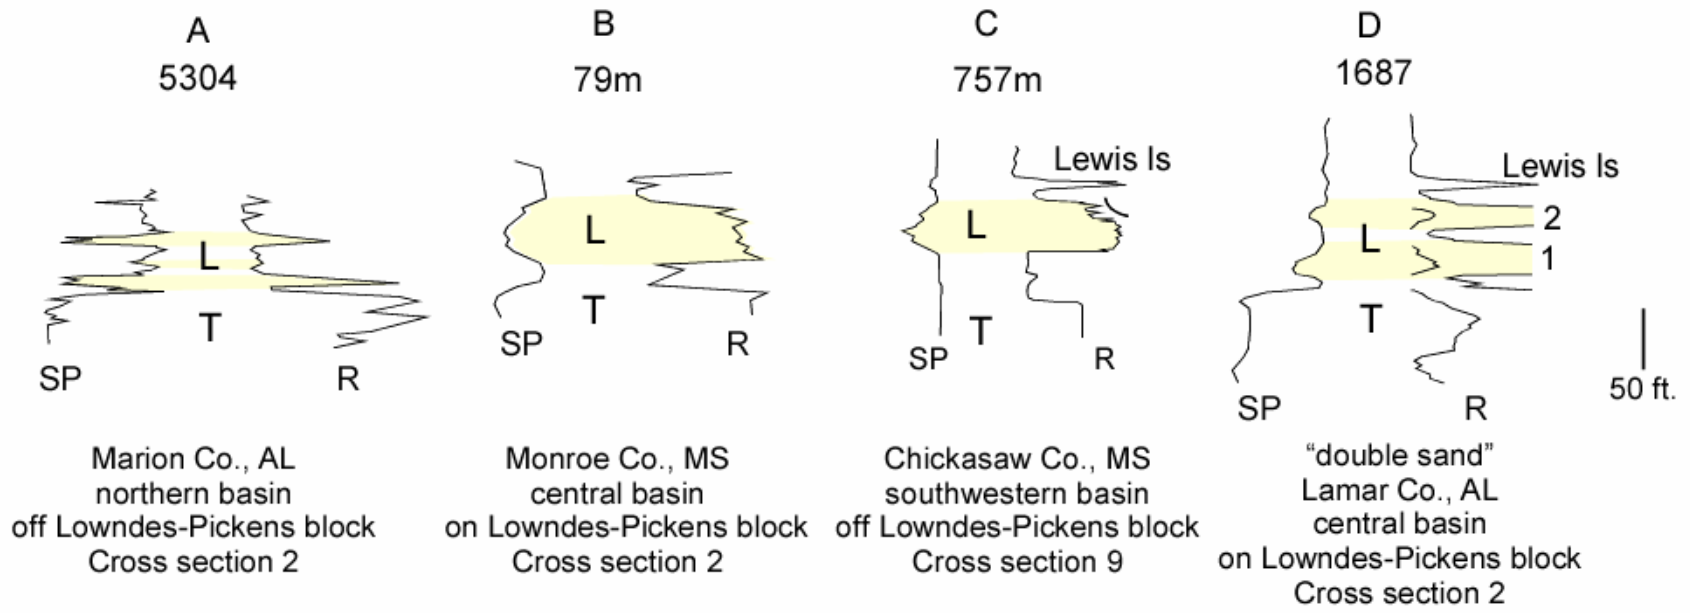 A
5304
L
T
SP
R
Marion Co., AL
northern basin
off Lowndes-Pickens block
Cross section 2
B
79m
L
T
SP
R
Monroe Co., MS
central basin
on Lowndes-Pickens block
Cross section 2
C
757m
Lewis ls
L
T
SP
R
Chickasaw Co., MS
southwestern basin
off Lowndes-Pickens block
Cross section 9
D
1687
Lewis ls
2
L
1
T
SP
R
50 ft.
“double sand”
Lamar Co., AL
central basin
on Lowndes-Pickens block
Cross section 2